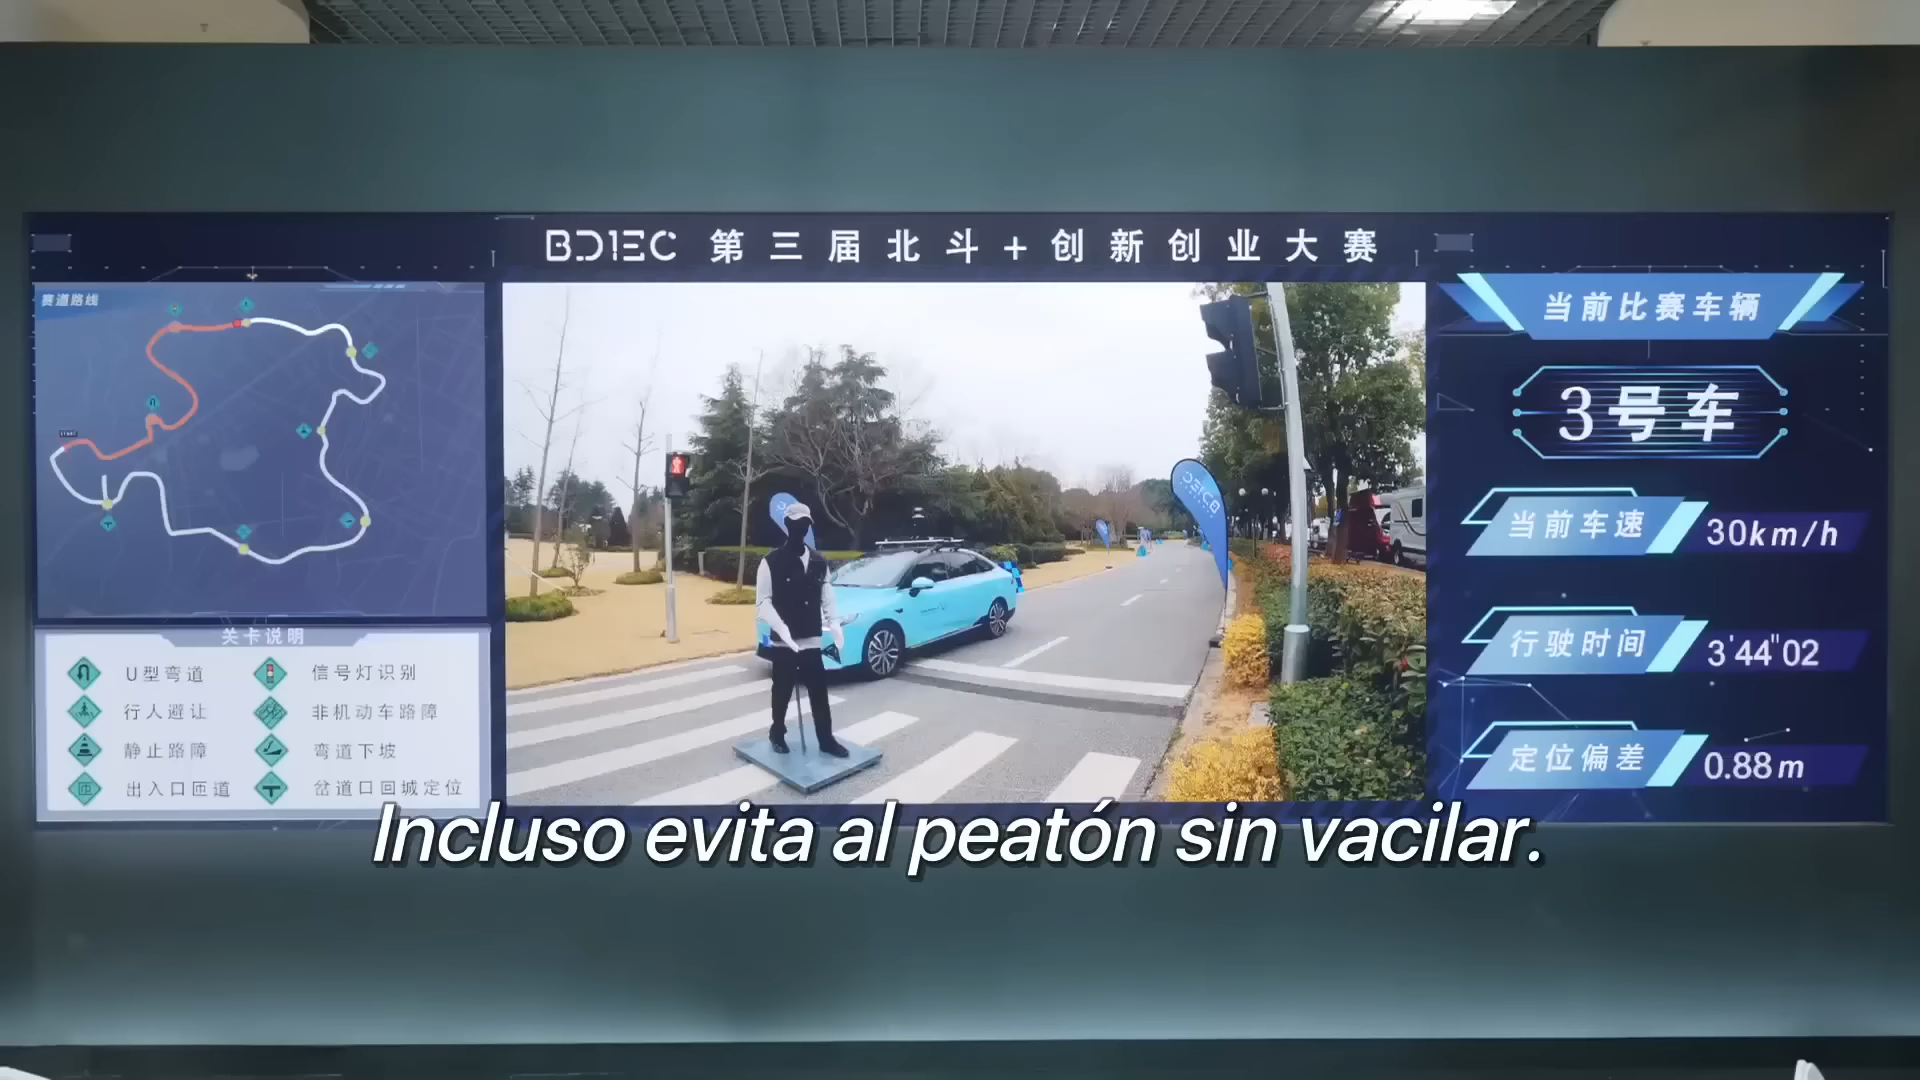 BD1EC 第三届北斗+创新创业大赛
赛道路线
START
关卡说明
U型弯道
信号灯识别
行人避让
非机动车路障
静止路障
弯道下坡
出入口匝道
岔道口回城定位
当前比赛车辆
3号车
当前车速 30km/h
行驶时间 3'44"02
定位偏差 0.88m
Incluso evita al peatón sin vacilar.